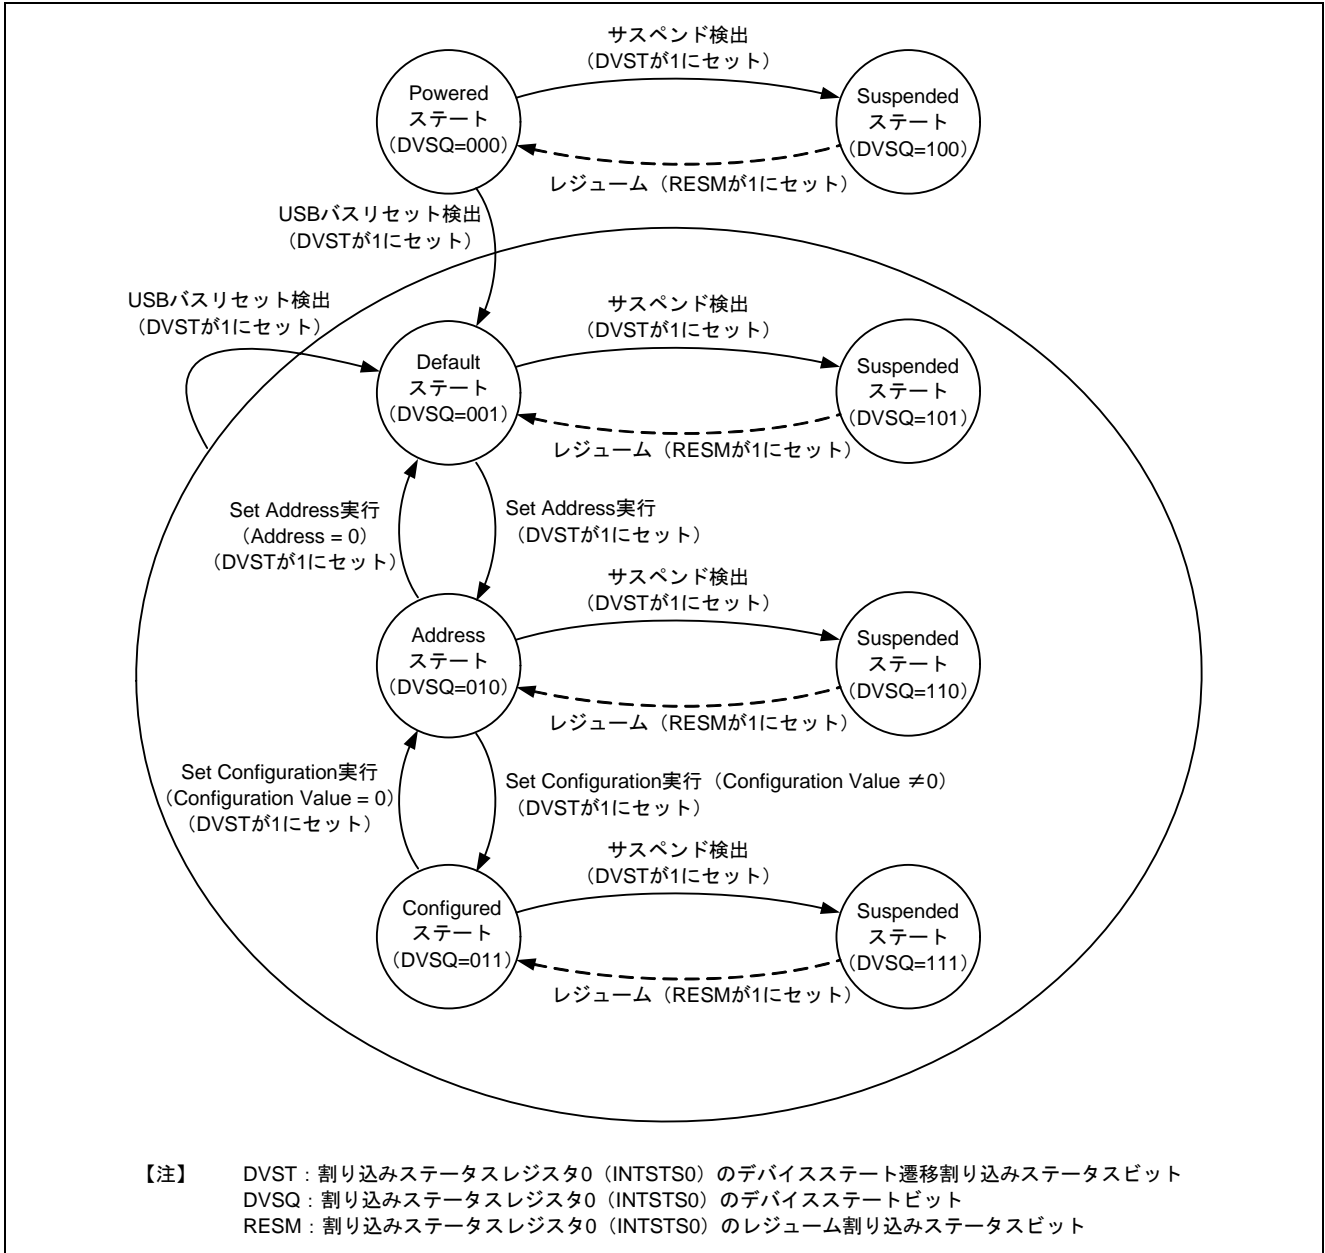 サスペンド検出
（DVSTが1にセット）
Powered
ステート
（DVSQ=000）
Suspended
ステート
（DVSQ=100）
レジューム（RESMが1にセット）
USBバスリセット検出
（DVSTが1にセット）
USBバスリセット検出
（DVSTが1にセット）
サスペンド検出
（DVSTが1にセット）
Default
ステート
（DVSQ=001）
Suspended
ステート
（DVSQ=101）
レジューム（RESMが1にセット）
Set Address実行
（Address = 0）
（DVSTが1にセット）
Set Address実行
（DVSTが1にセット）
サスペンド検出
（DVSTが1にセット）
Address
ステート
（DVSQ=010）
Suspended
ステート
（DVSQ=110）
レジューム（RESMが1にセット）
Set Configuration実行
（Configuration Value = 0）
（DVSTが1にセット）
Set Configuration実行（Configuration Value ≠0）
（DVSTが1にセット）
サスペンド検出
（DVSTが1にセット）
Configured
ステート
（DVSQ=011）
Suspended
ステート
（DVSQ=111）
レジューム（RESMが1にセット）
【注】 DVST：割り込みステータスレジスタ0（INTSTS0）のデバイスステート遷移割り込みステータスビット
DVSQ：割り込みステータスレジスタ0（INTSTS0）のデバイスステートビット
RESM：割り込みステータスレジスタ0（INTSTS0）のレジューム割り込みステータスビット